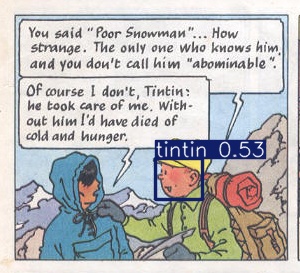 You said "Poor Snowman"... How
strange. The only one who knows him,
and you don't call him "abominable".
Of course I don't, Tintin:
he took care of me. With-
out him I'd have died of
cold and hunger.
tintin 0.53